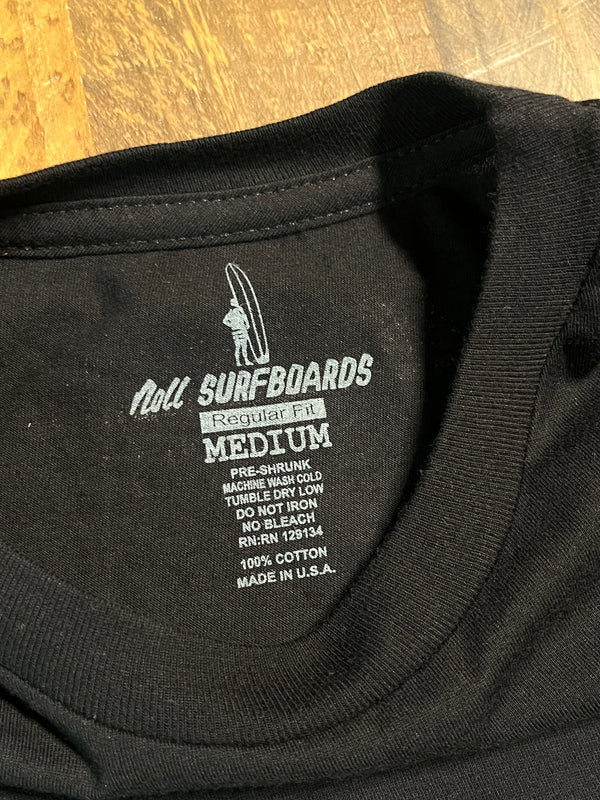 Noll SURFBOARDS
Regular Fit
MEDIUM
PRE-SHRUNK
MACHINE WASH COLD
TUMBLE DRY LOW
DO NOT IRON
NO BLEACH
RN:RN 129134
100% COTTON
MADE IN U.S.A.